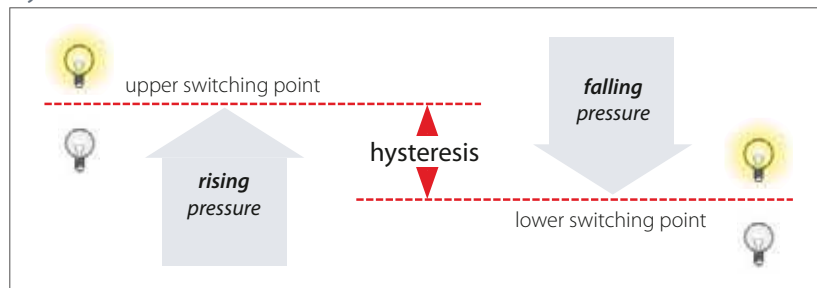 upper switching point
falling
pressure
hysteresis
rising
pressure
lower switching point